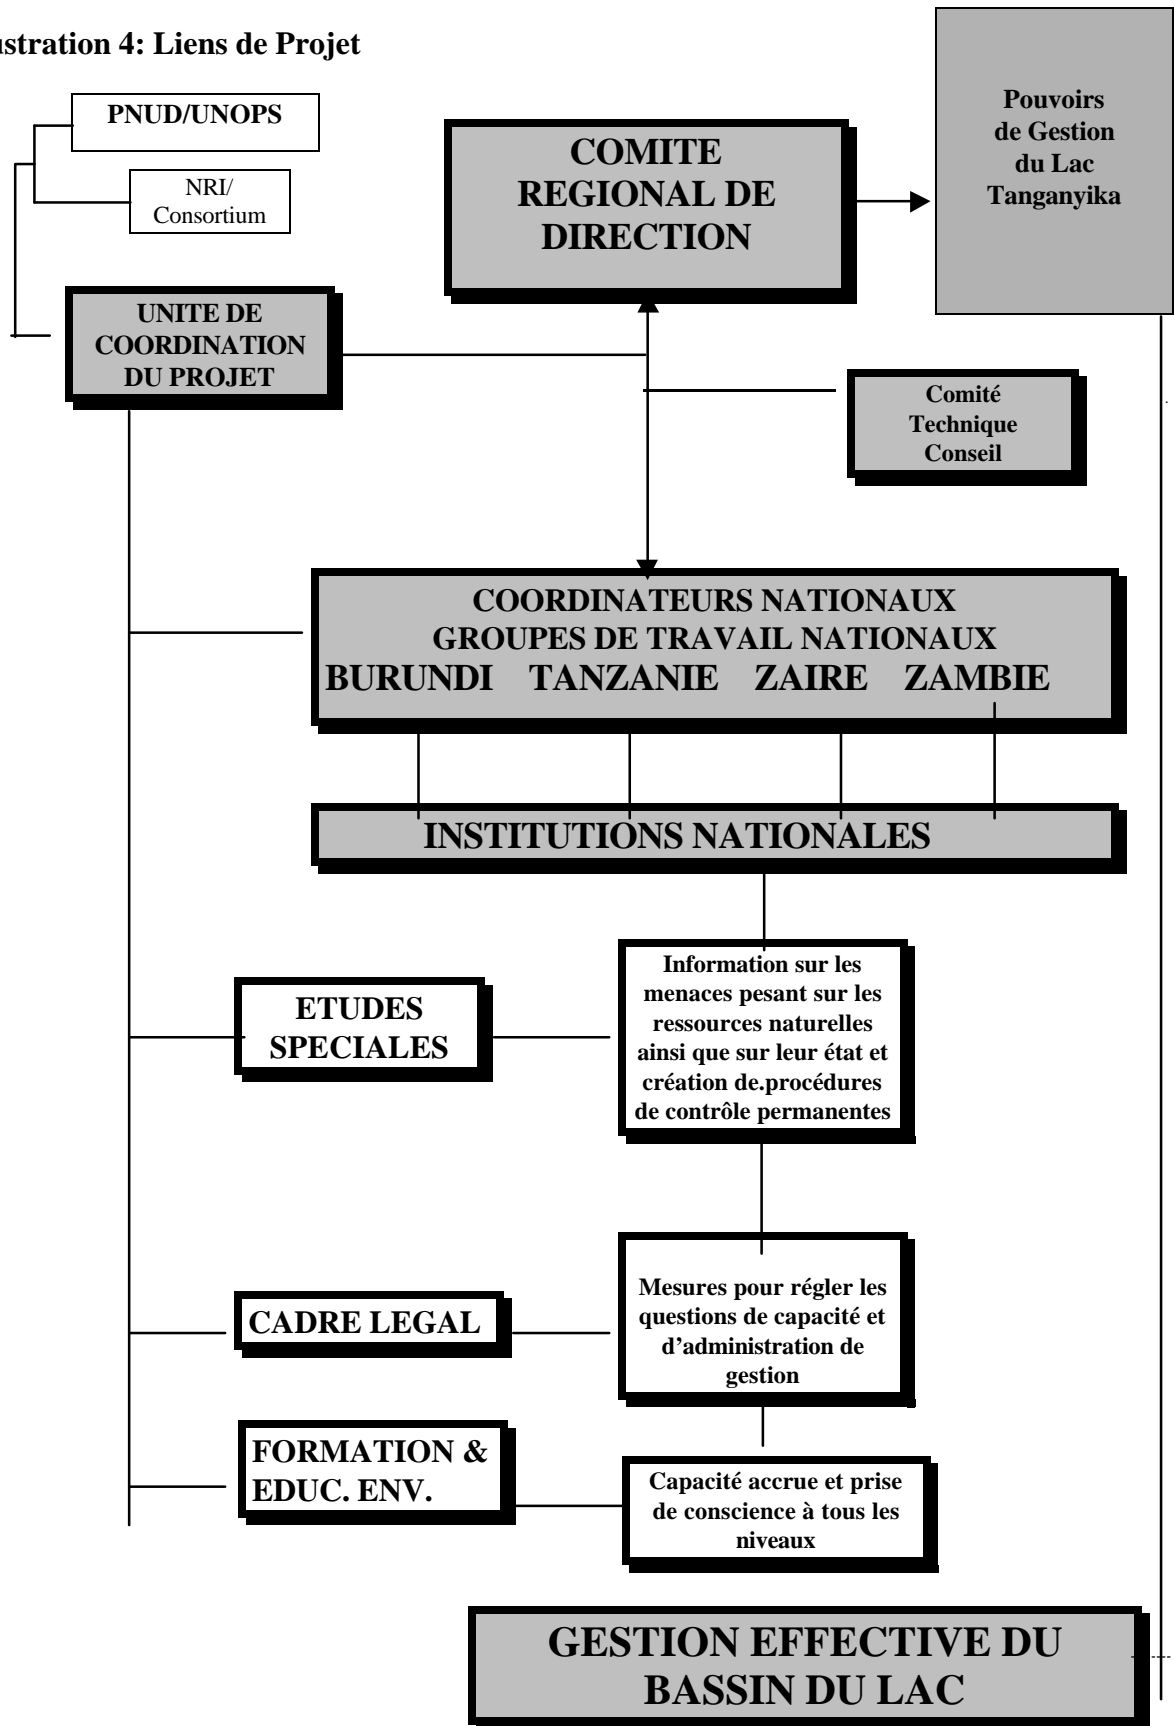 ustration 4: Liens de Projet
PNUD/UNOPS
NRI/
Consortium
COMITE
REGIONAL DE
DIRECTION
Pouvoirs
de Gestion
du Lac
Tanganyika
UNITE DE
COORDINATION
DU PROJET
Comité
Technique
Conseil
COORDINATEURS NATIONAUX
GROUPES DE TRAVAIL NATIONAUX
BURUNDI TANZANIE ZAIRE ZAMBIE
INSTITUTIONS NATIONALES
ETUDES
SPECIALES
Information sur les
menaces pesant sur les
ressources naturelles
ainsi que sur leur état et
création de.procédures
de contrôle permanentes
CADRE LEGAL
Mesures pour régler les
questions de capacité et
d'administration de
gestion
FORMATION &
EDUC. ENV.
Capacité accrue et prise
de conscience à tous les
niveaux
GESTION EFFECTIVE DU
BASSIN DU LAC